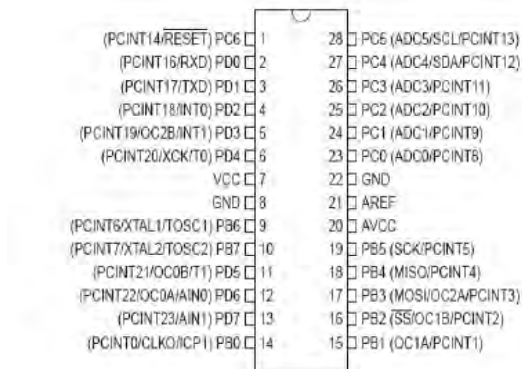 (PCINT14/RESET) PC6 1 28 PC5 (ADC5/SCL/PCINT13)
(PCINT16/RXD) PD0 2 27 PC4 (ADC4/SDA/PCINT12)
(PCINT17/TXD) PD1 3 26 PC3 (ADC3/PCINT11)
(PCINT18/INT0) PD2 4 25 PC2 (ADC2/PCINT10)
(PCINT19/OC2B/INT1) PD3 5 24 PC1 (ADC1/PCINT9)
(PCINT20/XCK/T0) PD4 6 23 PC0 (ADC0/PCINT8)
VCC 7 22 GND
GND 8 21 AREF
(PCINT6/XTAL1/TOSC1) PB6 9 20 AVCC
(PCINT7/XTAL2/TOSC2) PB7 10 19 PB5 (SCK/PCINT5)
(PCINT21/OC0B/T1) PD5 11 18 PB4 (MISO/PCINT4)
(PCINT22/OC0A/AIN0) PD6 12 17 PB3 (MOSI/OC2A/PCINT3)
(PCINT23/AIN1) PD7 13 16 PB2 (SS/OC1B/PCINT2)
(PCINT0/CLKO/ICP1) PB0 14 15 PB1 (OC1A/PCINT1)